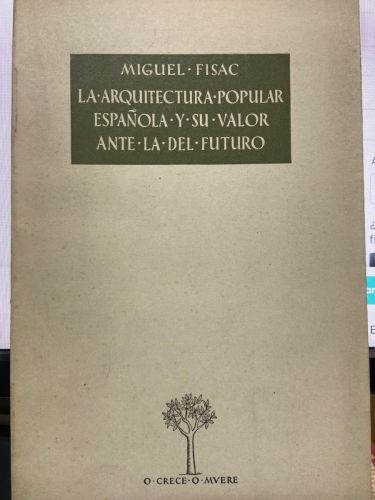 MIGUEL · FISAC
LA · ARQUITECTURA · POPULAR
ESPAÑOLA · Y · SU · VALOR
ANTE · LA · DEL · FUTURO
O · CRECE · O · MVERE